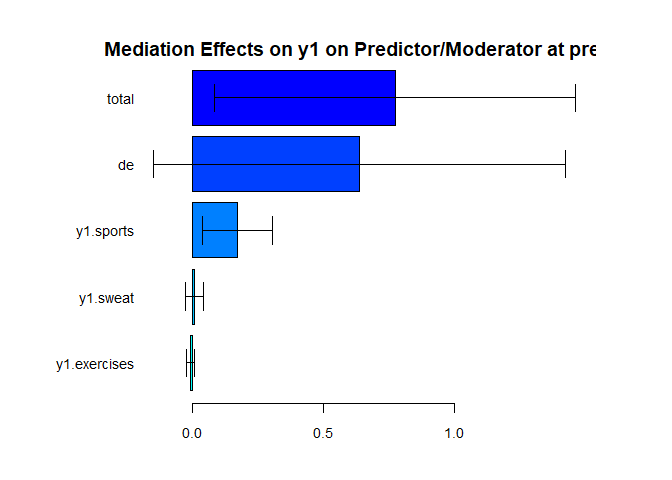 Mediation Effects on y1 on Predictor/Moderator at pre
total
de
y1.sports
y1.sweat
y1.exercises
0.0 0.5 1.0